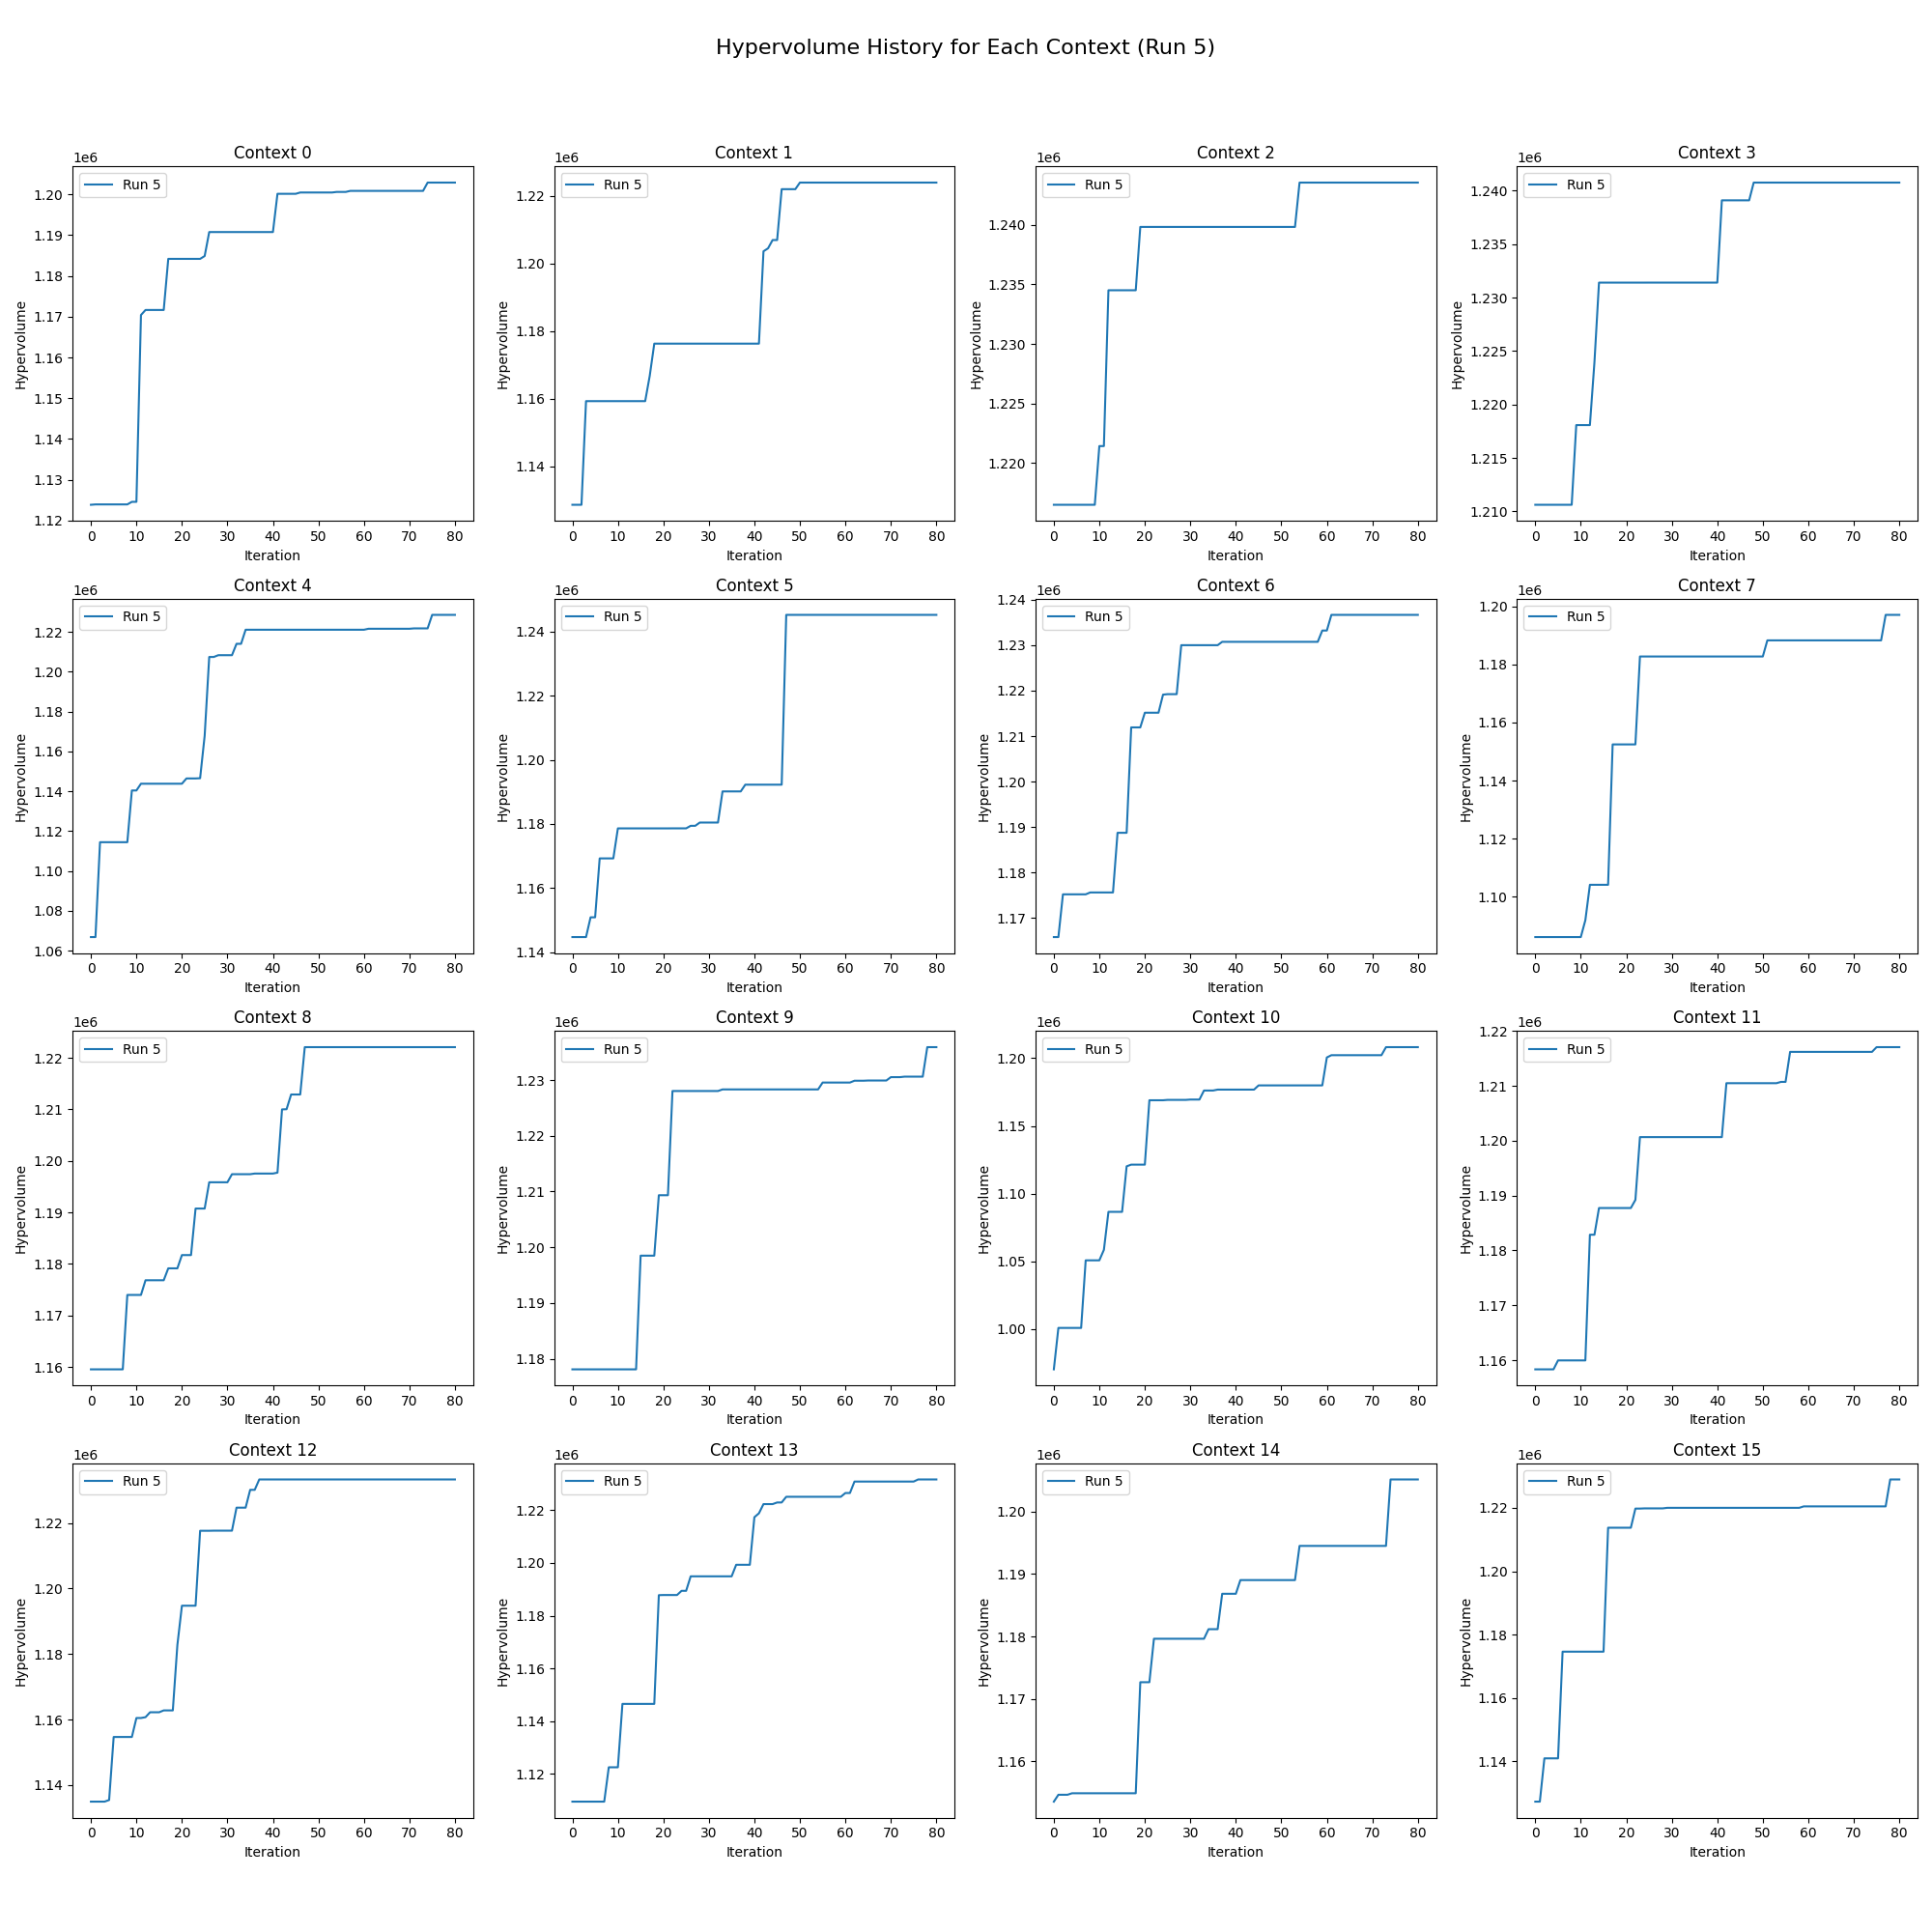 Hypervolume History for Each Context (Run 5)
Context 0
1e6
Run 5
1.20
1.19
1.18
1.17
1.16
1.15
1.14
1.13
1.12
Hypervolume
0 10 20 30 40 50 60 70 80
Iteration
Context 1
1e6
Run 5
1.22
1.20
1.18
1.16
1.14
Hypervolume
0 10 20 30 40 50 60 70 80
Iteration
Context 2
1e6
Run 5
1.240
1.235
1.230
1.225
1.220
Hypervolume
0 10 20 30 40 50 60 70 80
Iteration
Context 3
1e6
Run 5
1.240
1.235
1.230
1.225
1.220
1.215
1.210
Hypervolume
0 10 20 30 40 50 60 70 80
Iteration
Context 4
1e6
Run 5
1.22
1.20
1.18
1.16
1.14
1.12
1.10
1.08
1.06
Hypervolume
0 10 20 30 40 50 60 70 80
Iteration
Context 5
1e6
Run 5
1.24
1.22
1.20
1.18
1.16
1.14
Hypervolume
0 10 20 30 40 50 60 70 80
Iteration
Context 6
1e6
Run 5
1.24
1.23
1.22
1.21
1.20
1.19
1.18
1.17
Hypervolume
0 10 20 30 40 50 60 70 80
Iteration
Context 7
1e6
Run 5
1.20
1.18
1.16
1.14
1.12
1.10
Hypervolume
0 10 20 30 40 50 60 70 80
Iteration
Context 8
1e6
Run 5
1.22
1.21
1.20
1.19
1.18
1.17
1.16
Hypervolume
0 10 20 30 40 50 60 70 80
Iteration
Context 9
1e6
Run 5
1.23
1.22
1.21
1.20
1.19
1.18
Hypervolume
0 10 20 30 40 50 60 70 80
Iteration
Context 10
1e6
Run 5
1.20
1.15
1.10
1.05
1.00
Hypervolume
0 10 20 30 40 50 60 70 80
Iteration
Context 11
1e6
Run 5
1.22
1.21
1.20
1.19
1.18
1.17
1.16
Hypervolume
0 10 20 30 40 50 60 70 80
Iteration
Context 12
1e6
Run 5
1.22
1.20
1.18
1.16
1.14
Hypervolume
0 10 20 30 40 50 60 70 80
Iteration
Context 13
1e6
Run 5
1.22
1.20
1.18
1.16
1.14
1.12
Hypervolume
0 10 20 30 40 50 60 70 80
Iteration
Context 14
1e6
Run 5
1.20
1.19
1.18
1.17
1.16
Hypervolume
0 10 20 30 40 50 60 70 80
Iteration
Context 15
1e6
Run 5
1.22
1.20
1.18
1.16
1.14
Hypervolume
0 10 20 30 40 50 60 70 80
Iteration